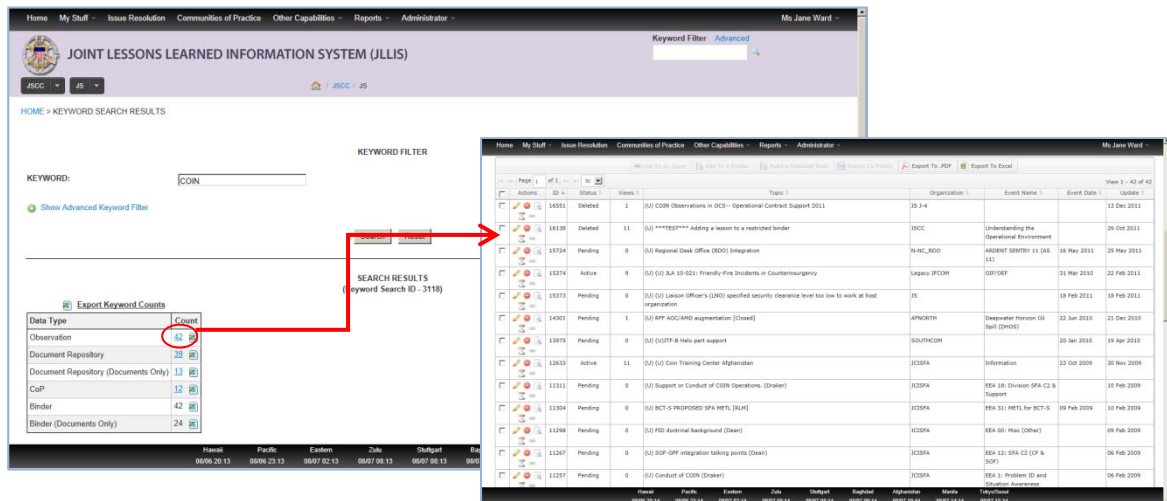 Home My Stuff Issue Resolution Communities of Practice Other Capabilities Reports Administrator Ms Jane Ward
JOINT LESSONS LEARNED INFORMATION SYSTEM (JLLIS)
Keyword Filter Advanced
JSCC JS
/ JSCC / JS
HOME > KEYWORD SEARCH RESULTS
KEYWORD FILTER
KEYWORD: COIN
Show Advanced Keyword Filter
Search Reset
SEARCH RESULTS
(Keyword Search ID - 3118)
Export Keyword Counts
Data Type Count
Observation 42
Document Repository 39
Document Repository (Documents Only) 13
CoP 12
Binder 42
Binder (Documents Only) 24
Hawaii Pacific Eastern Zulu Stuttgart
08/06 20:13 08/06 23:13 08/07 02:13 08/07 06:13 08/07 08:13
Home My Stuff Issue Resolution Communities of Practice Other Capabilities Reports Administrator Ms Jane Ward
Export To .PDF Export To Excel
Page 1 of 1 50 View 1 - 42 of 42
Actions ID Status Views Topic Organization Event Name Event Date Update
16551 Deleted 1 (U) COIN Observations in OCS-- Operational Contract Support 2011 JS J-4 13 Dec 2011
16138 Deleted 11 (U) ***TEST*** Adding a lesson to a restricted binder JSCC Understanding the 26 Oct 2011
Operational Environment
15724 Pending 0 (U) Regional Desk Office (RDO) Integration N-NC_RDO ARDENT SENTRY 11 (AS 16 May 2011 25 May 2011
11)
15374 Active 9 (U) (U) JLA 10-021: Friendly-Fire Incidents in Counterinsurgency Legacy JFCOM OIF/OEF 31 Mar 2010 22 Feb 2011
15373 Pending 0 (U) (U) Liaison Officer's (LNO) specified security clearance level too low to work at host JS 18 Feb 2011 18 Feb 2011
organization
14301 Pending 1 (U) RFF AOC/AMD augmentation [Closed] AFNORTH Deepwater Horizon Oil 22 Jun 2010 21 Dec 2010
Spill (DHOS)
13975 Pending 0 (U) (U)JTF-B Helo part support SOUTHCOM 20 Jan 2010 19 Apr 2010
12633 Active 11 (U) (U) Coin Training Center Afghanistan JCISFA Information 23 Oct 2009 30 Nov 2009
11311 Pending 0 (U) Support or Conduct of COIN Operations. (Draker) JCISFA EEA 18: Division SFA C2 & 10 Feb 2009
Support
11304 Pending 0 (U) BCT-S PROPOSED SFA METL [RLM] JCISFA EEA 31: METL for BCT-S 09 Feb 2009 10 Feb 2009
11298 Pending 0 (U) FID doctrinal background (Dean) JCISFA EEA 00: Misc (Other) 09 Feb 2009
11267 Pending 0 (U) SOF-GPF integration talking points (Dean) JCISFA EEA 12: SFA C2 (CF & 06 Feb 2009
SOF)
11257 Pending 0 (U) Conduct of COIN (Draker) JCISFA EEA 1: Problem ID and 06 Feb 2009
Situation Awareness
Hawaii Pacific Eastern Zulu Stuttgart Baghdad Afghanistan Manila Tokyo/Seoul